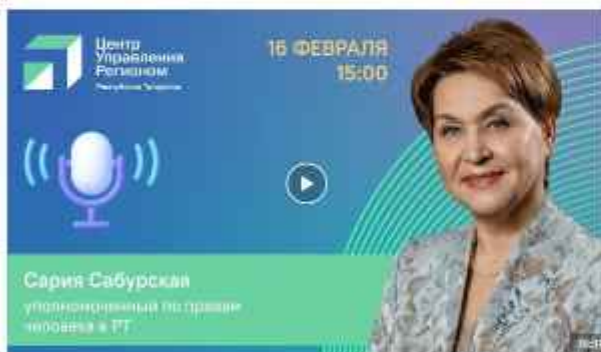 Центр
Управления
Регионом
Республика Татарстан
16 ФЕВРАЛЯ
15:00
Сария Сабурская
уполномоченный по правам
человека в РТ